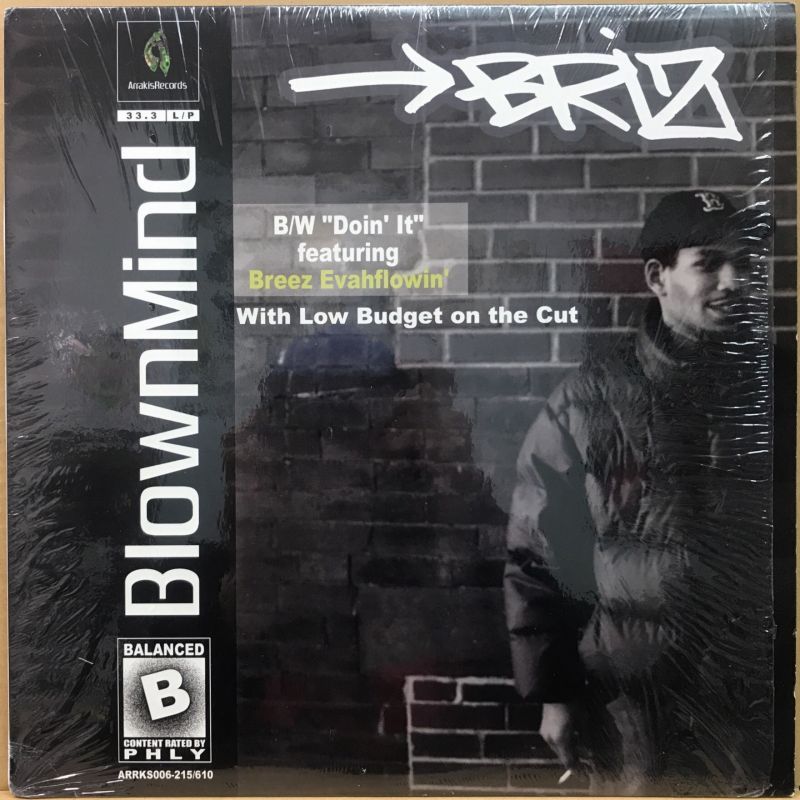 ArrakisRecords
33.3 L/P
BlownMind
BRiZ
B/W "Doin' It"
featuring
Breez Evahflowin'
With Low Budget on the Cut
BALANCED
B
CONTENT RATED BY
PHLY
ARRKS006-215/610